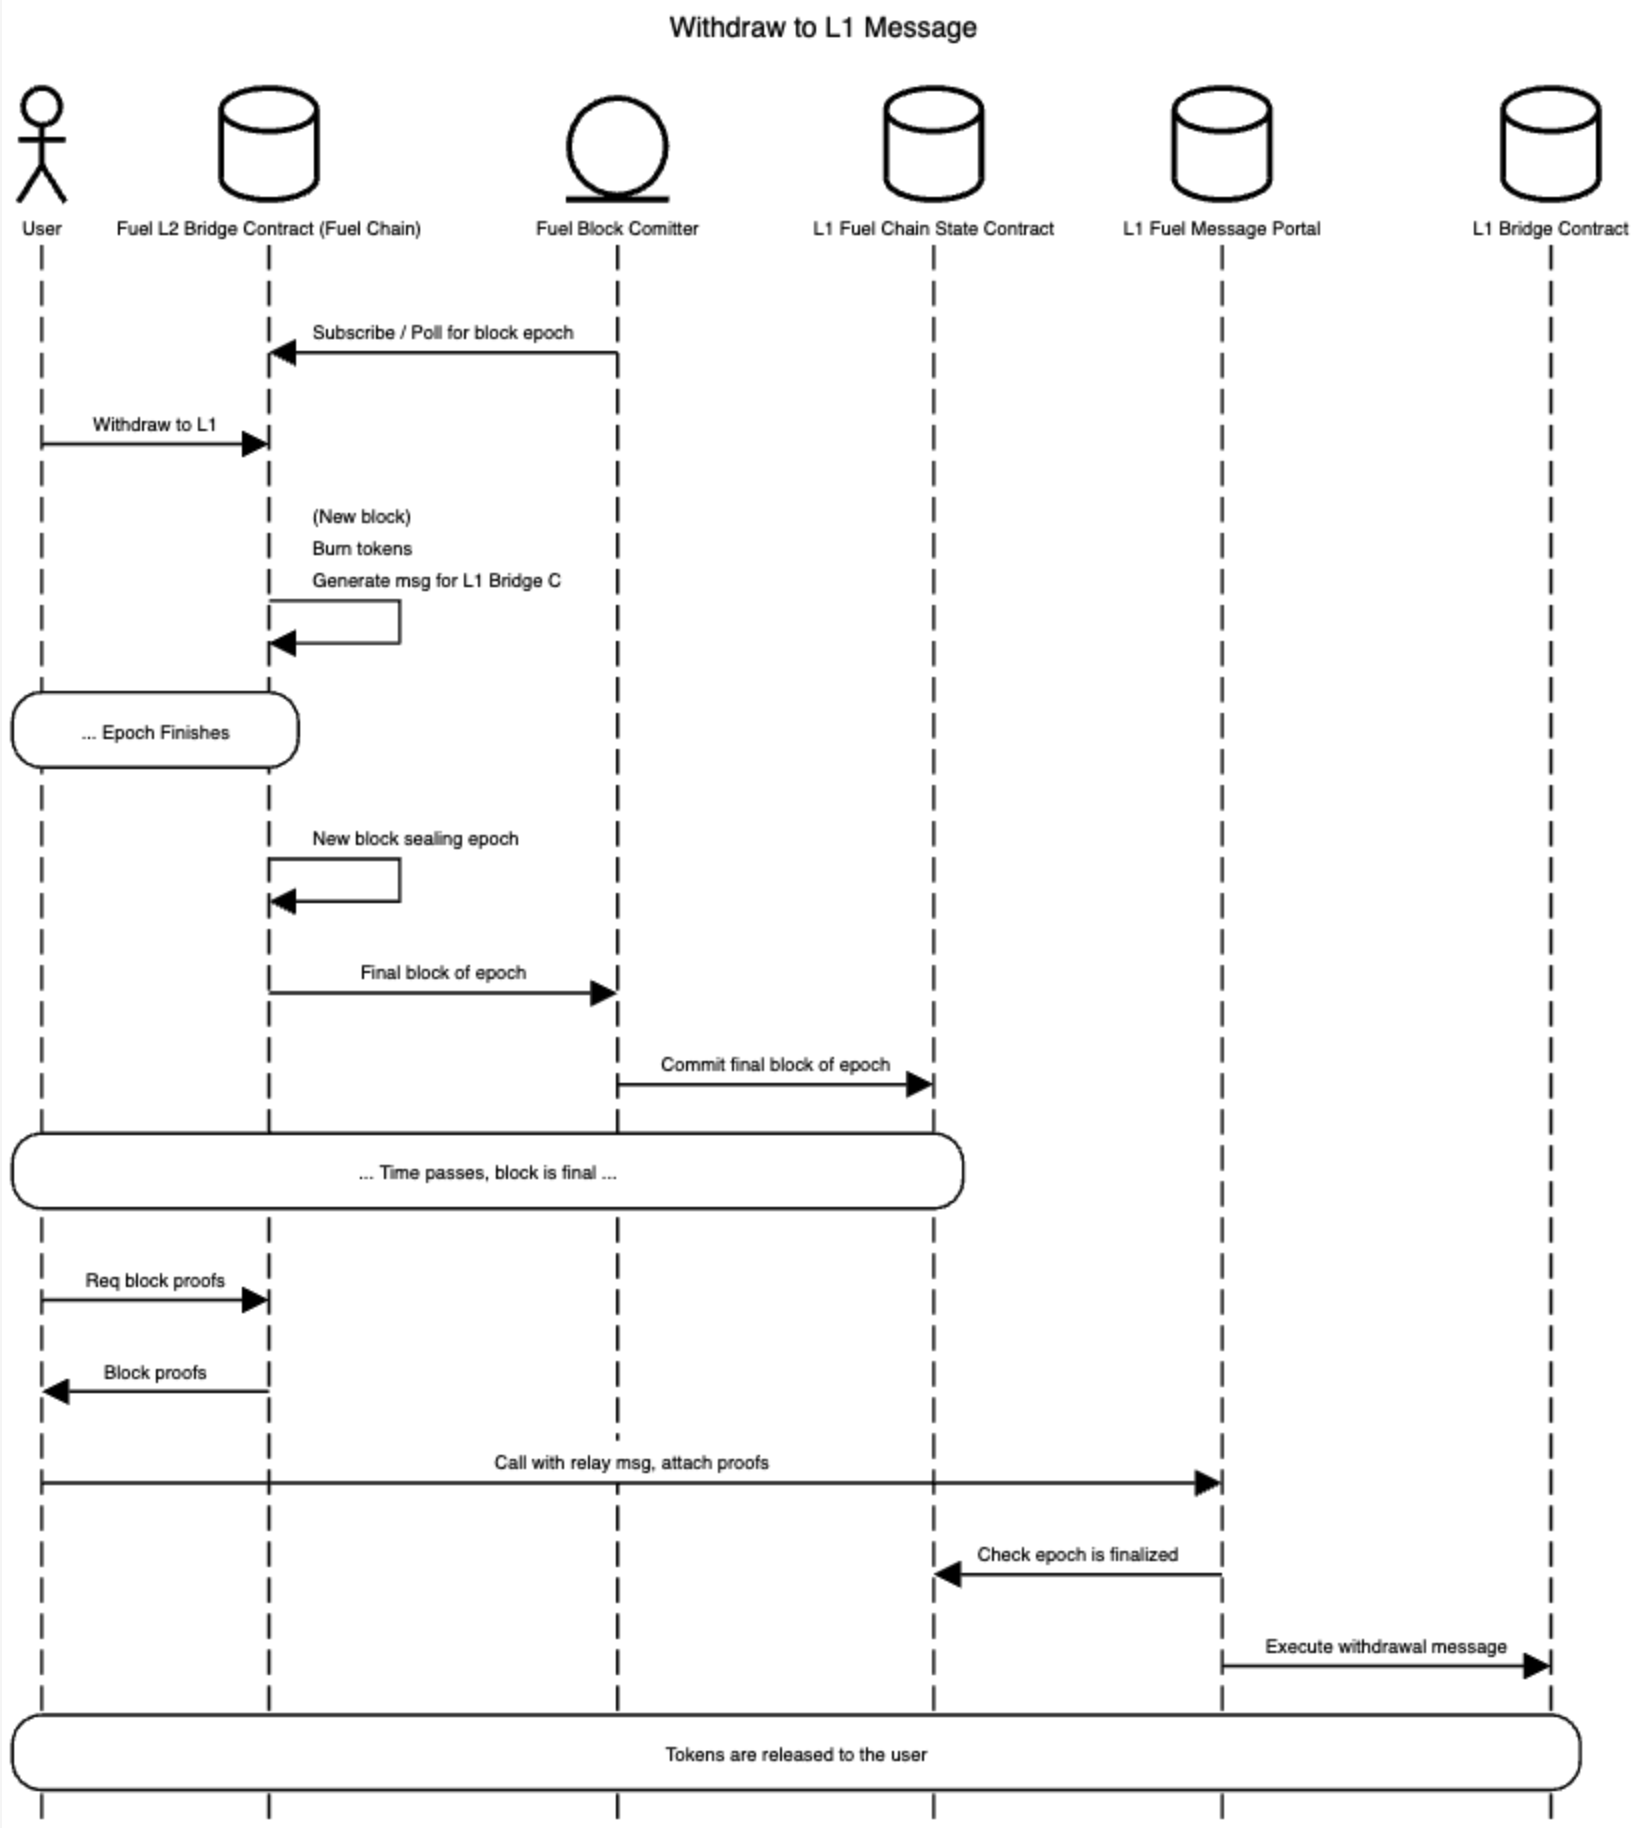 Withdraw to L1 Message
User
Fuel L2 Bridge Contract (Fuel Chain)
Fuel Block Comitter
L1 Fuel Chain State Contract
L1 Fuel Message Portal
L1 Bridge Contract
Subscribe / Poll for block epoch
Withdraw to L1
(New block)
Burn tokens
Generate msg for L1 Bridge C
... Epoch Finishes
New block sealing epoch
Final block of epoch
Commit final block of epoch
... Time passes, block is final ...
Req block proofs
Block proofs
Call with relay msg, attach proofs
Check epoch is finalized
Execute withdrawal message
Tokens are released to the user